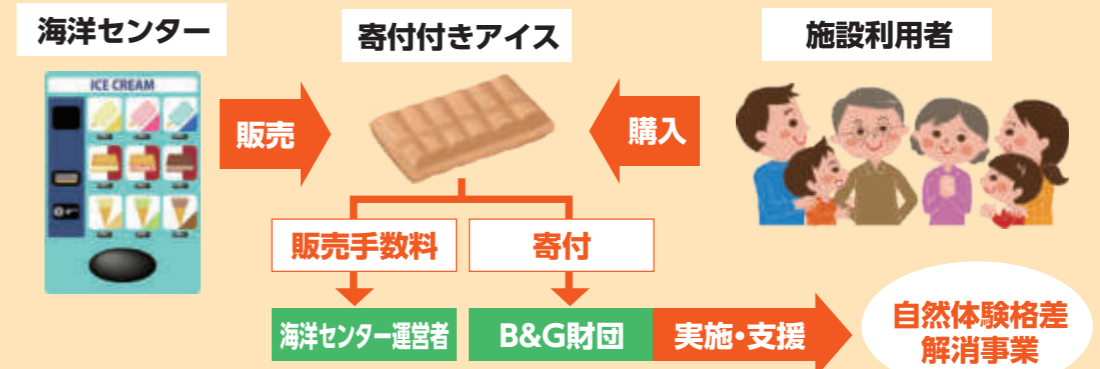 海洋センター
寄付付きアイス
施設利用者
ICE CREAM
販売
購入
販売手数料
寄付
海洋センター運営者
B&G財団
実施・支援
自然体験格差
解消事業